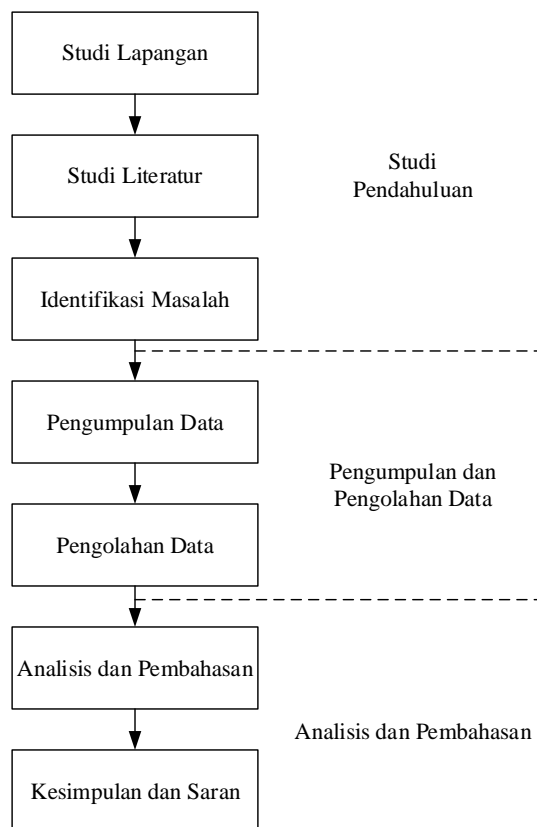 Studi Lapangan
Studi Literatur
Studi
Pendahuluan
Identifikasi Masalah
Pengumpulan Data
Pengumpulan dan
Pengolahan Data
Pengolahan Data
Analisis dan Pembahasan
Analisis dan Pembahasan
Kesimpulan dan Saran